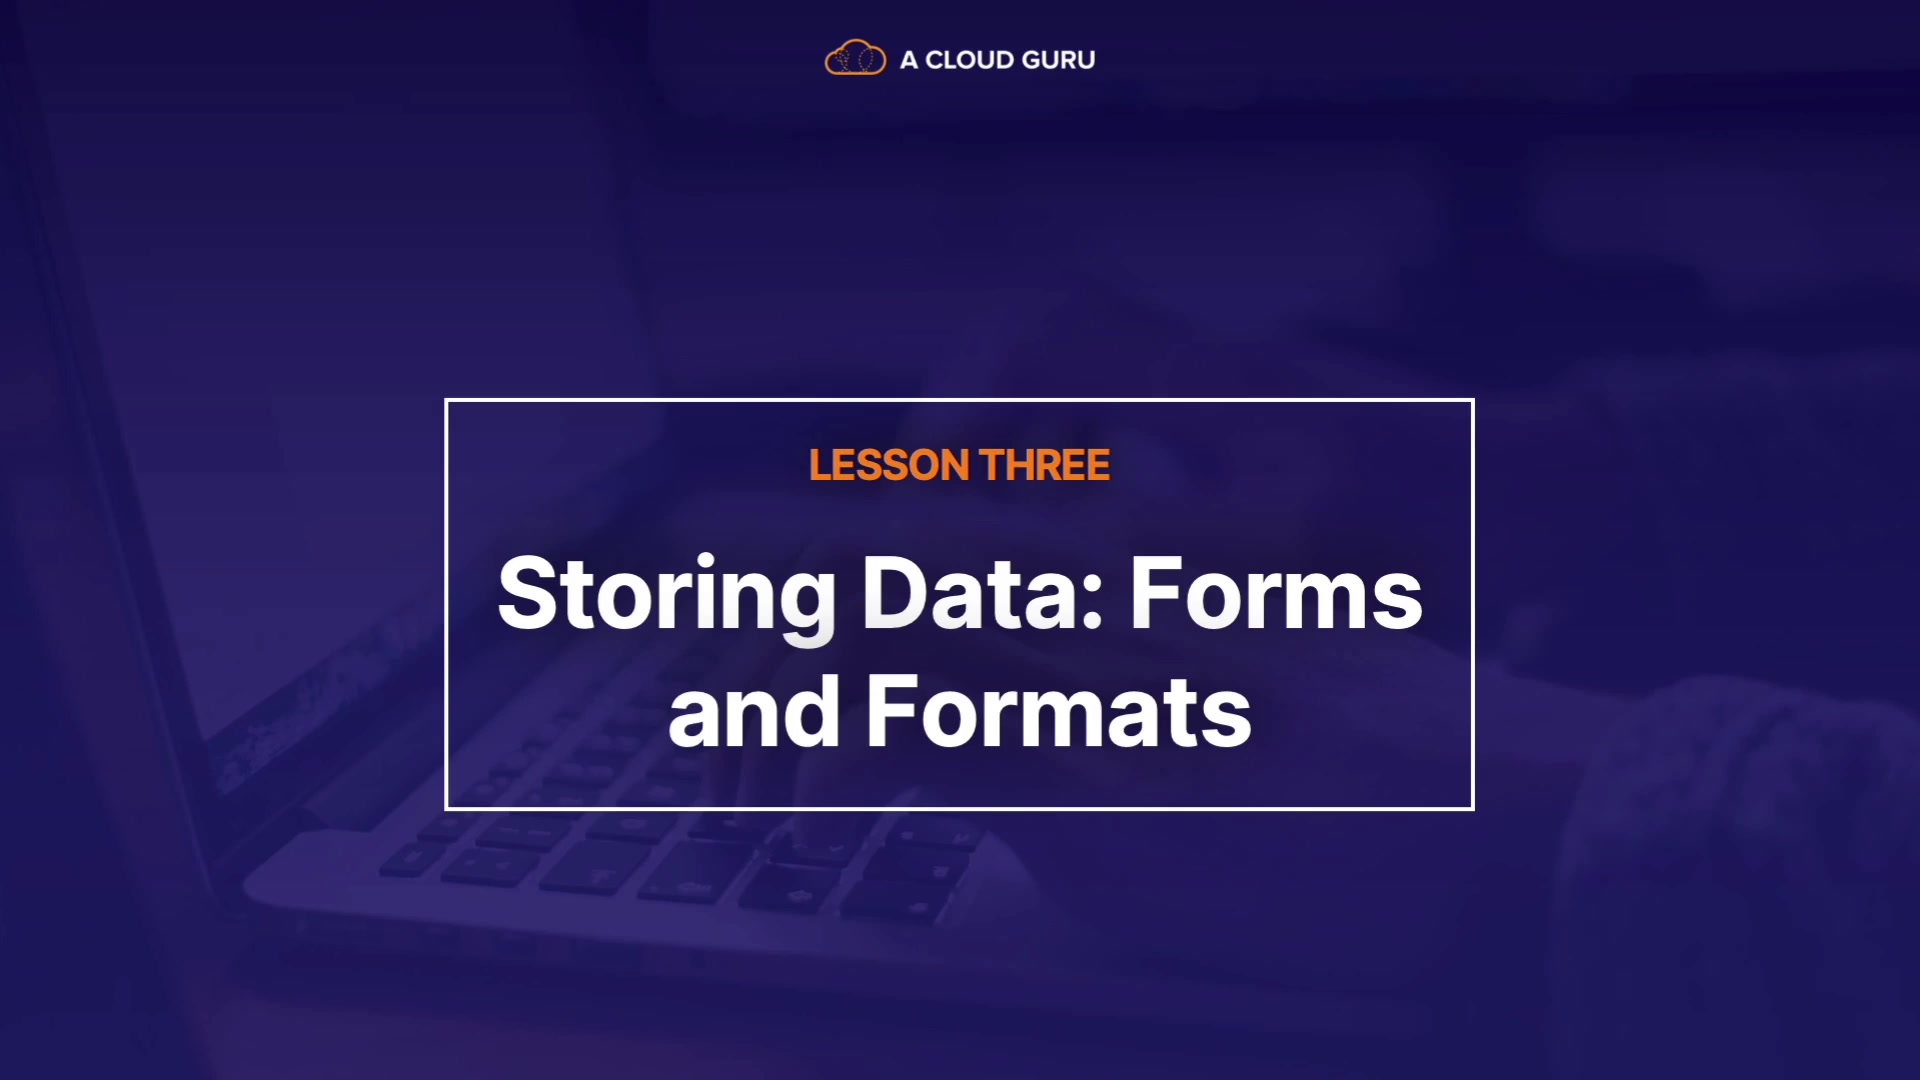 A CLOUD GURU
LESSON THREE
Storing Data: Forms
and Formats